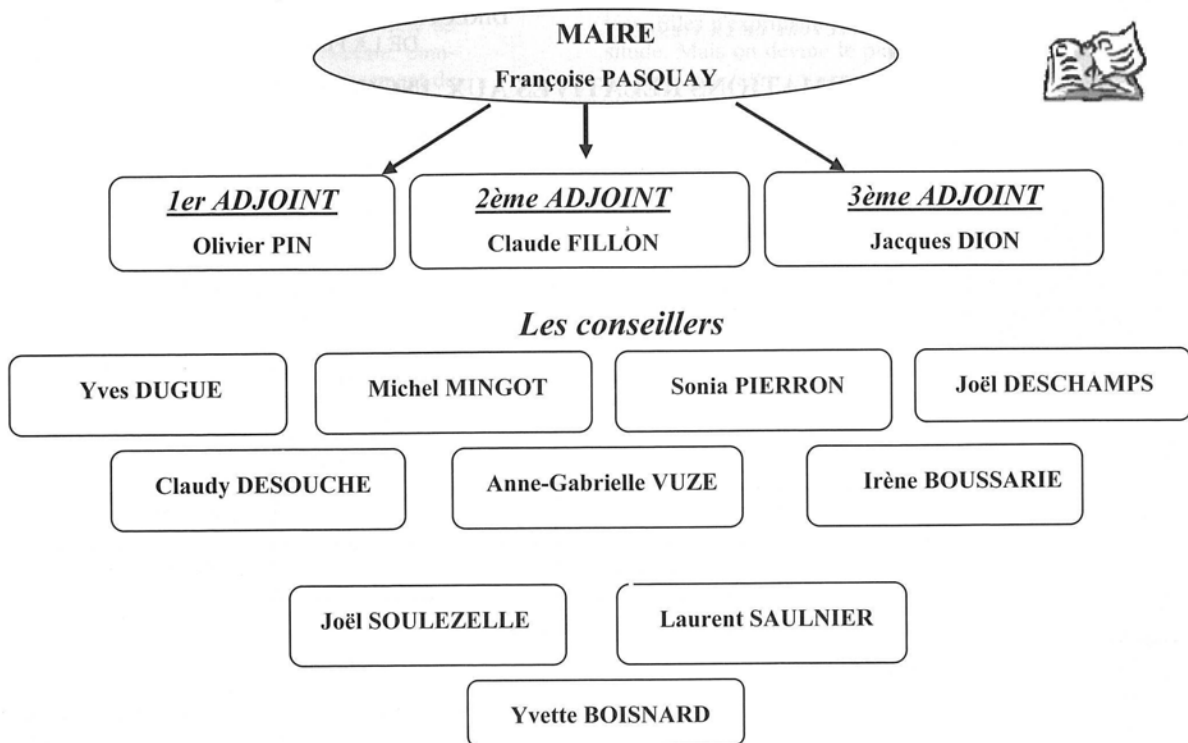 MAIRE
Françoise PASQUAY
1er ADJOINT
Olivier PIN
2ème ADJOINT
Claude FILLON
3ème ADJOINT
Jacques DION
Les conseillers
Yves DUGUE
Michel MINGOT
Sonia PIERRON
Joël DESCHAMPS
Claudy DESOUCHE
Anne-Gabrielle VUZE
Irène BOUSSARIE
Joël SOULEZELLE
Laurent SAULNIER
Yvette BOISNARD